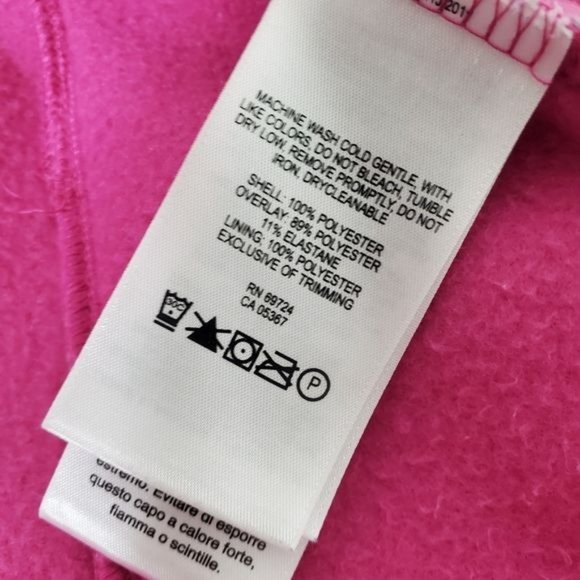 201
MACHINE WASH COLD GENTLE, WITH
LIKE COLORS, DO NOT BLEACH, TUMBLE
DRY LOW, REMOVE PROMPTLY, DO NOT
IRON, DRYCLEANABLE
SHELL: 100% POLYESTER
OVERLAY: 89% POLYESTER
11% ELASTANE
LINING: 100% POLYESTER
EXCLUSIVE OF TRIMMING
RN 69724
CA 05367
30C
P
estremo. Evitare di esporre
questo capo a calore forte,
fiamma o scintille.